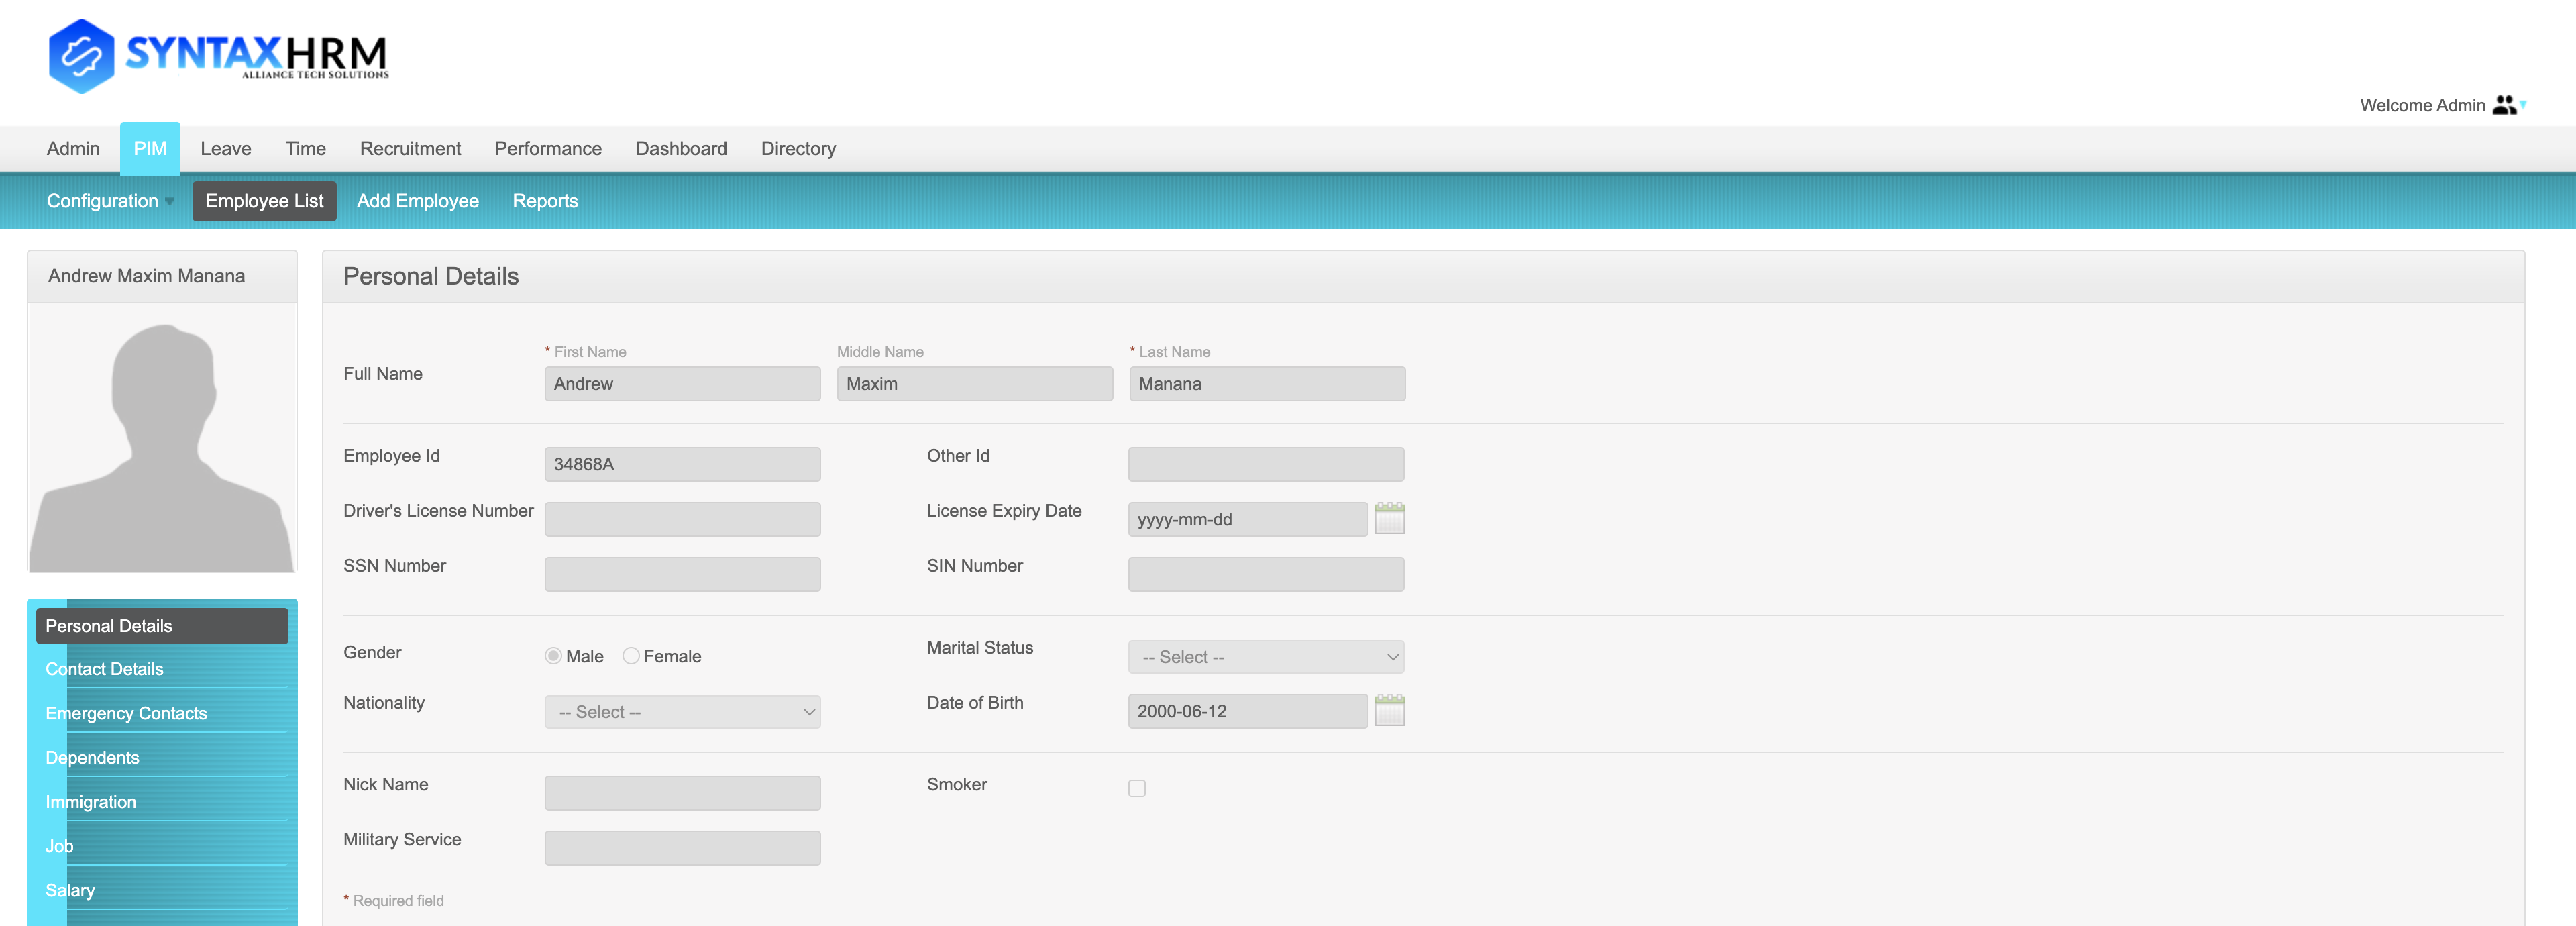 SYNTAXHRM
ALLIANCE TECH SOLUTIONS
Welcome Admin
Admin PIM Leave Time Recruitment Performance Dashboard Directory
Configuration Employee List Add Employee Reports
Andrew Maxim Manana
Personal Details
Contact Details
Emergency Contacts
Dependents
Immigration
Job
Salary
Personal Details
* First Name Middle Name * Last Name
Full Name Andrew Maxim Manana
Employee Id 34868A Other Id
Driver's License Number License Expiry Date yyyy-mm-dd
SSN Number SIN Number
Gender Male Female Marital Status -- Select --
Nationality -- Select -- Date of Birth 2000-06-12
Nick Name Smoker
Military Service
* Required field